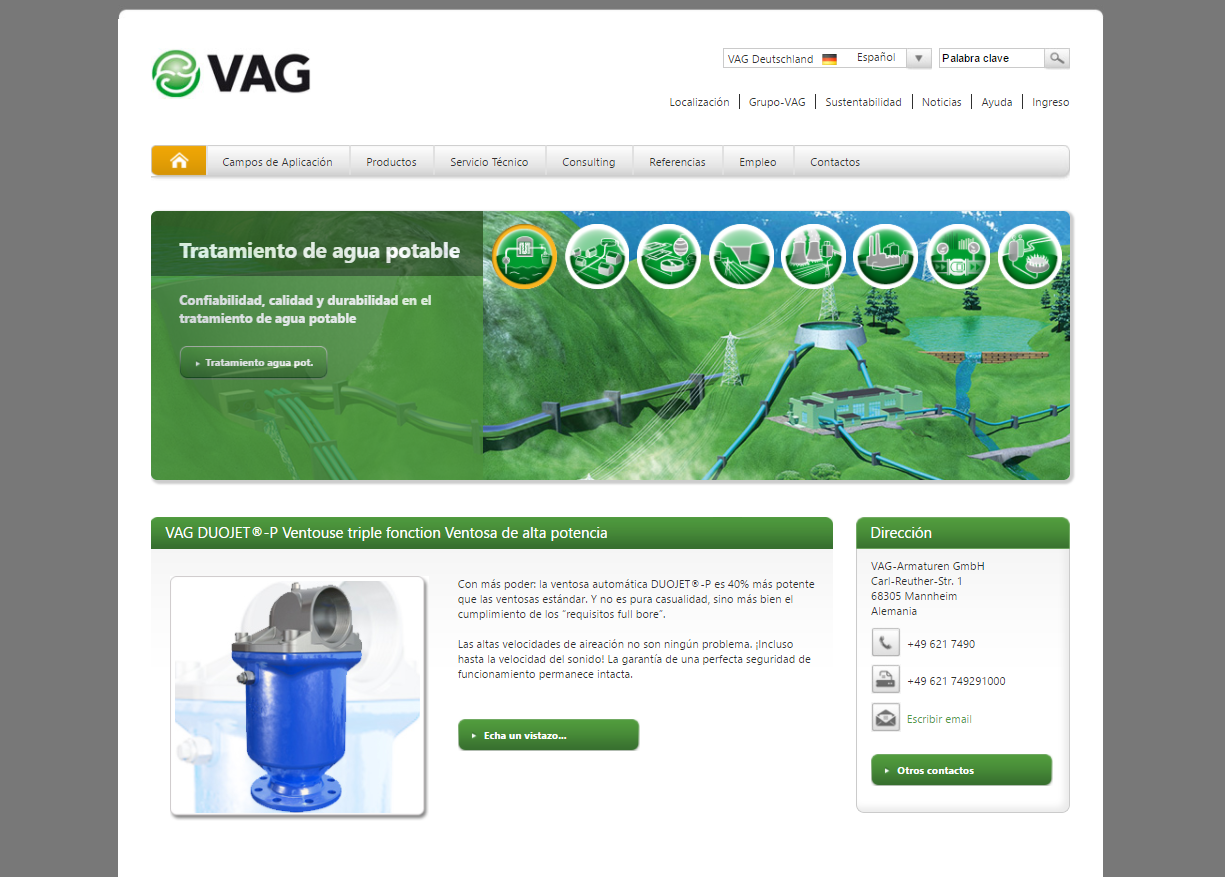 VAG
VAG Deutschland Español
Palabra clave
Localización Grupo-VAG Sustentabilidad Noticias Ayuda Ingreso
Campos de Aplicación Productos Servicio Técnico Consulting Referencias Empleo Contactos
Tratamiento de agua potable
Confiabilidad, calidad y durabilidad en el
tratamiento de agua potable
Tratamiento agua pot.
VAG DUOJET®-P Ventouse triple fonction Ventosa de alta potencia
Con más poder: la ventosa automática DUOJET®-P es 40% más potente
que las ventosas estándar. Y no es pura casualidad, sino más bien el
cumplimiento de los "requisitos full bore".
Las altas velocidades de aireación no son ningún problema. ¡Incluso
hasta la velocidad del sonido! La garantía de una perfecta seguridad de
funcionamiento permanece intacta.
Echa un vistazo...
Dirección
VAG-Armaturen GmbH
Carl-Reuther-Str. 1
68305 Mannheim
Alemania
+49 621 7490
+49 621 749291000
Escribir email
Otros contactos